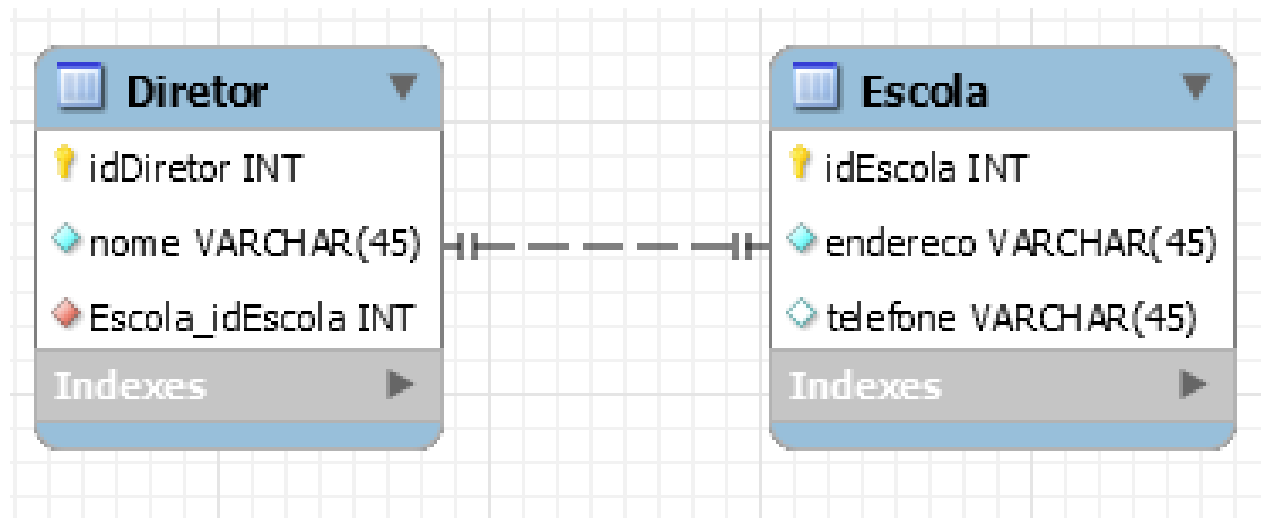 Diretor
idDiretor INT
nome VARCHAR(45)
Escola_idEscola INT
Indexes
Escola
idEscola INT
endereco VARCHAR(45)
telefone VARCHAR(45)
Indexes